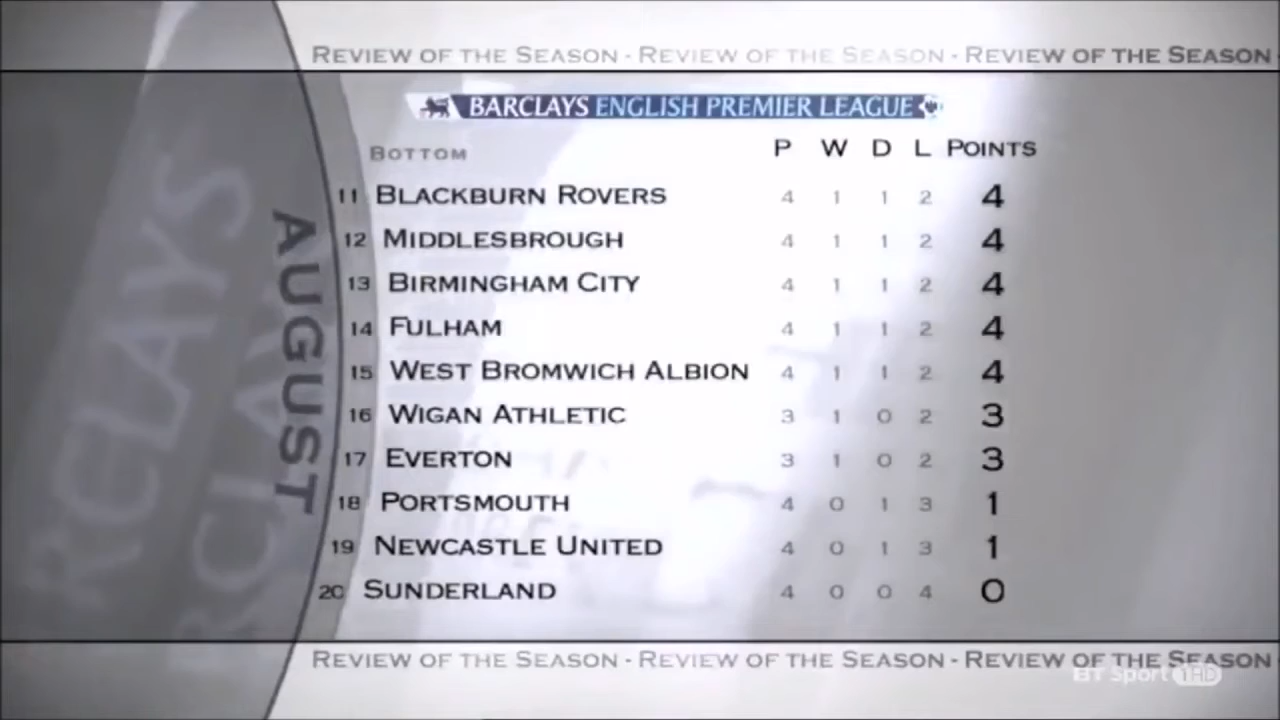 REVIEW OF THE SEASON - REVIEW OF THE SEASON - REVIEW OF THE SEASON
BARCLAYS ENGLISH PREMIER LEAGUE
BOTTOM P W D L POINTS
11 BLACKBURN ROVERS 4 1 1 2 4
12 MIDDLESBROUGH 4 1 1 2 4
13 BIRMINGHAM CITY 4 1 1 2 4
14 FULHAM 4 1 1 2 4
15 WEST BROMWICH ALBION 4 1 1 2 4
16 WIGAN ATHLETIC 3 1 0 2 3
17 EVERTON 3 1 0 2 3
18 PORTSMOUTH 4 0 1 3 1
19 NEWCASTLE UNITED 4 0 1 3 1
20 SUNDERLAND 4 0 0 4 0
AUGUST
RCLAYS
RCLAY
REVIEW OF THE SEASON - REVIEW OF THE SEASON - REVIEW OF THE SEASON
BT Sport 1 HD